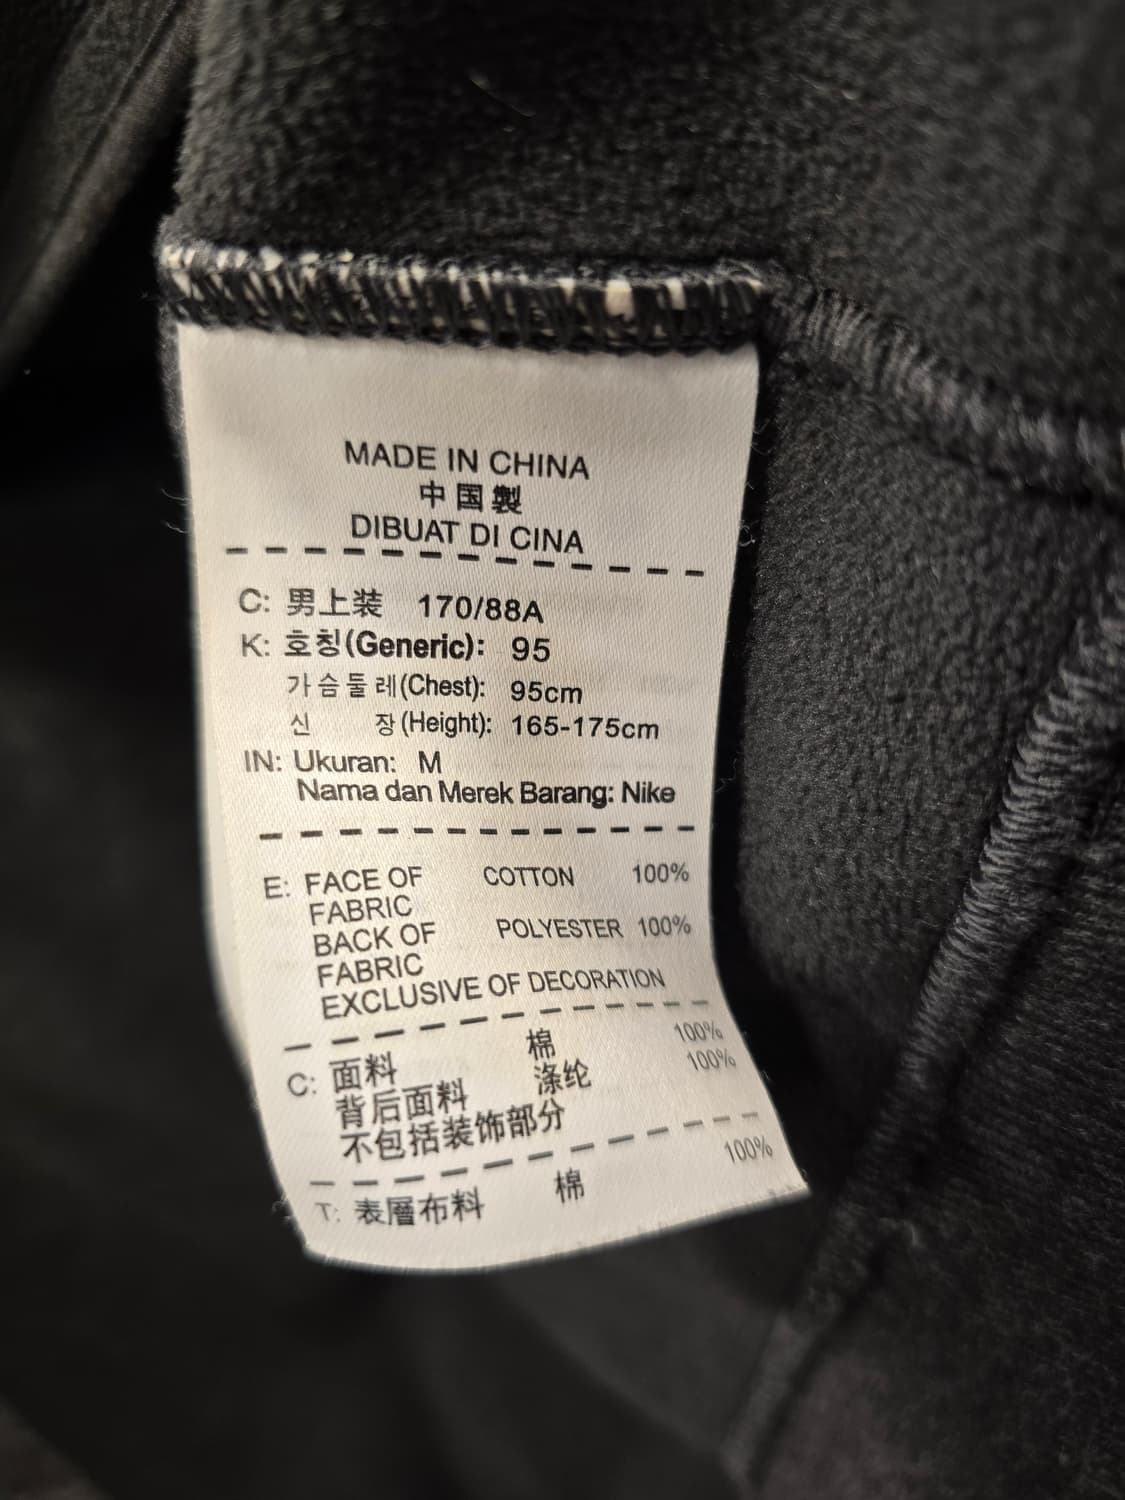 MADE IN CHINA
中国製
DIBUAT DI CINA
C: 男上装 170/88A
K: 호칭(Generic): 95
가슴둘레(Chest): 95cm
신 장(Height): 165-175cm
IN: Ukuran: M
Nama dan Merek Barang: Nike
E: FACE OF COTTON 100%
FABRIC
BACK OF POLYESTER 100%
FABRIC
EXCLUSIVE OF DECORATION
C: 面料 棉 100%
背后面料 涤纶 100%
不包括装饰部分
T: 表層布料 棉 100%